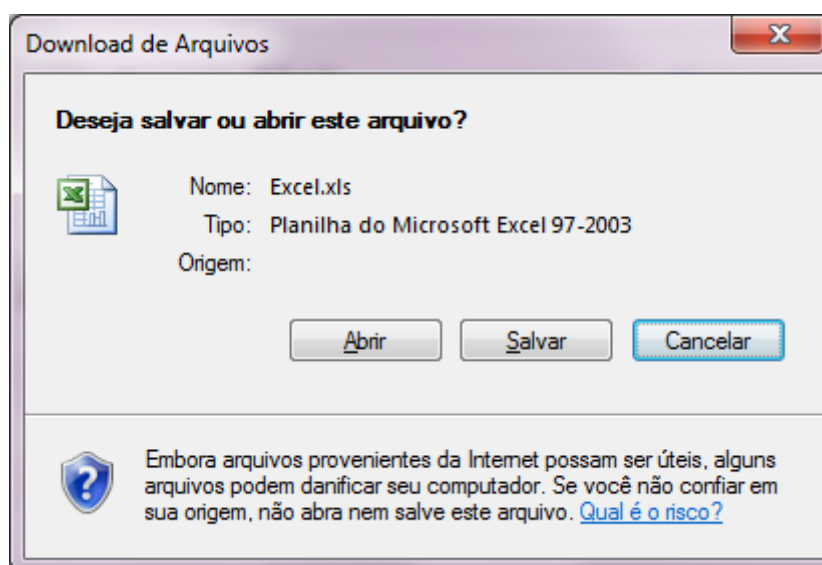 Download de Arquivos
Deseja salvar ou abrir este arquivo?
Nome: Excel.xls
Tipo: Planilha do Microsoft Excel 97-2003
Origem:
Abrir Salvar Cancelar
Embora arquivos provenientes da Internet possam ser úteis, alguns
arquivos podem danificar seu computador. Se você não confiar em
sua origem, não abra nem salve este arquivo. Qual é o risco?